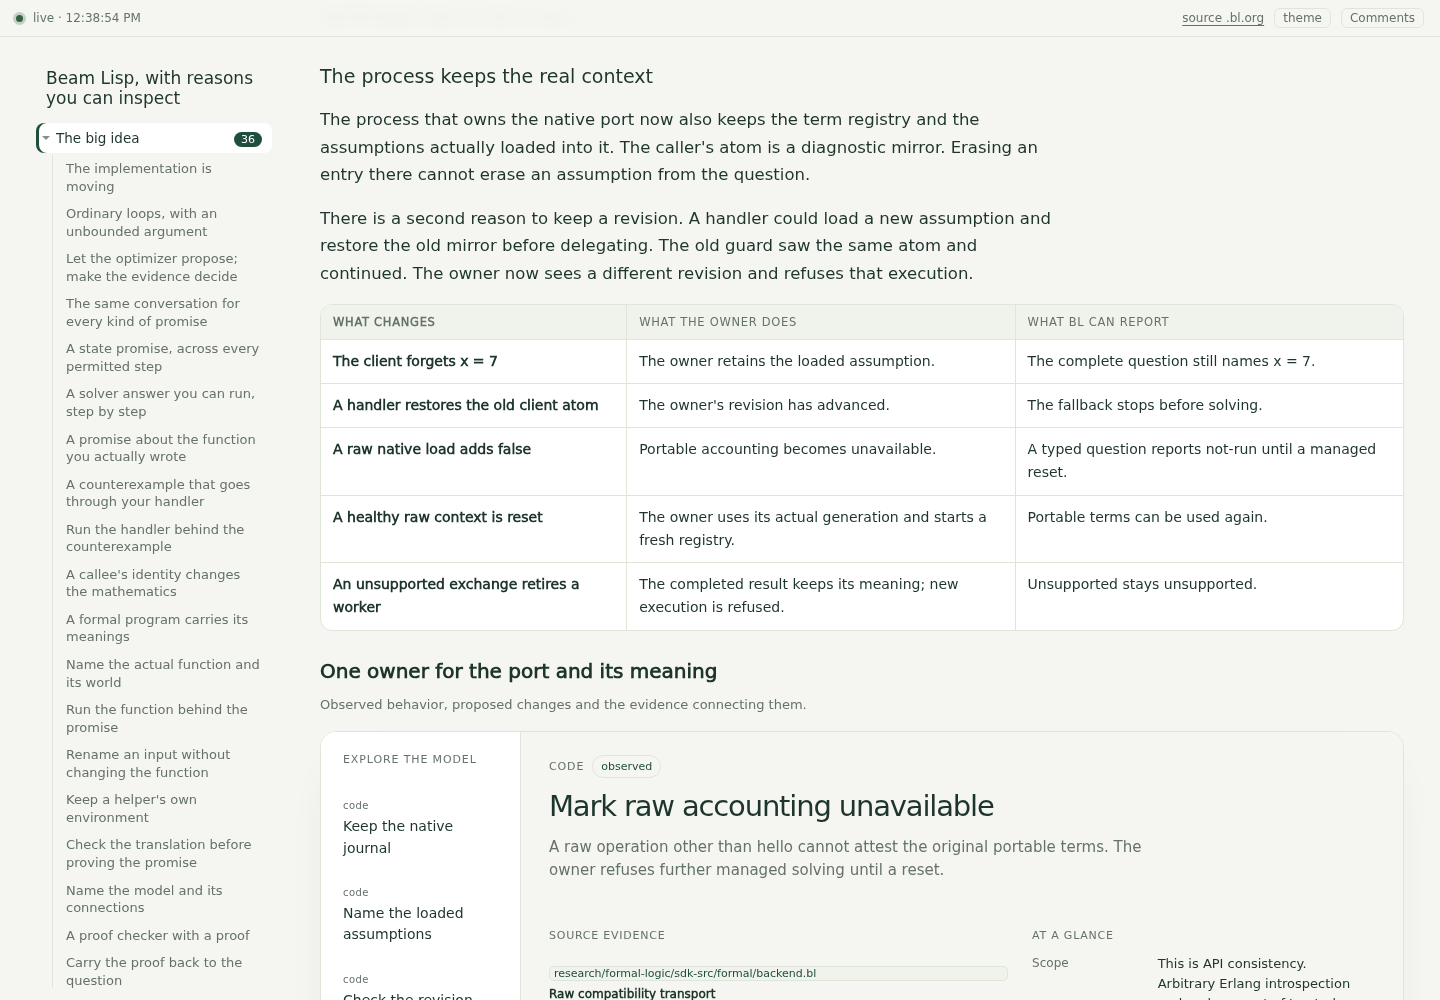 live · 12:38:54 PM
source .bl.org
theme
Comments
Beam Lisp, with reasons
you can inspect
The big idea
36
The implementation is
moving
Ordinary loops, with an
unbounded argument
Let the optimizer propose;
make the evidence decide
The same conversation for
every kind of promise
A state promise, across every
permitted step
A solver answer you can run,
step by step
A promise about the function
you actually wrote
A counterexample that goes
through your handler
Run the handler behind the
counterexample
A callee's identity changes
the mathematics
A formal program carries its
meanings
Name the actual function and
its world
Run the function behind the
promise
Rename an input without
changing the function
Keep a helper's own
environment
Check the translation before
proving the promise
Name the model and its
connections
A proof checker with a proof
Carry the proof back to the
question
The process keeps the real context
The process that owns the native port now also keeps the term registry and the
assumptions actually loaded into it. The caller's atom is a diagnostic mirror. Erasing an
entry there cannot erase an assumption from the question.
There is a second reason to keep a revision. A handler could load a new assumption and
restore the old mirror before delegating. The old guard saw the same atom and
continued. The owner now sees a different revision and refuses that execution.
WHAT CHANGES
WHAT THE OWNER DOES
WHAT BL CAN REPORT
The client forgets x = 7
The owner retains the loaded assumption.
The complete question still names x = 7.
A handler restores the old client atom
The owner's revision has advanced.
The fallback stops before solving.
A raw native load adds false
Portable accounting becomes unavailable.
A typed question reports not-run until a managed
reset.
A healthy raw context is reset
The owner uses its actual generation and starts a
fresh registry.
Portable terms can be used again.
An unsupported exchange retires a
worker
The completed result keeps its meaning; new
execution is refused.
Unsupported stays unsupported.
One owner for the port and its meaning
Observed behavior, proposed changes and the evidence connecting them.
EXPLORE THE MODEL
code
Keep the native
journal
code
Name the loaded
assumptions
code
Check the revision
CODE
observed
Mark raw accounting unavailable
A raw operation other than hello cannot attest the original portable terms. The
owner refuses further managed solving until a reset.
SOURCE EVIDENCE
research/formal-logic/sdk-src/formal/backend.bl
Raw compatibility transport
AT A GLANCE
Scope
This is API consistency.
Arbitrary Erlang introspection